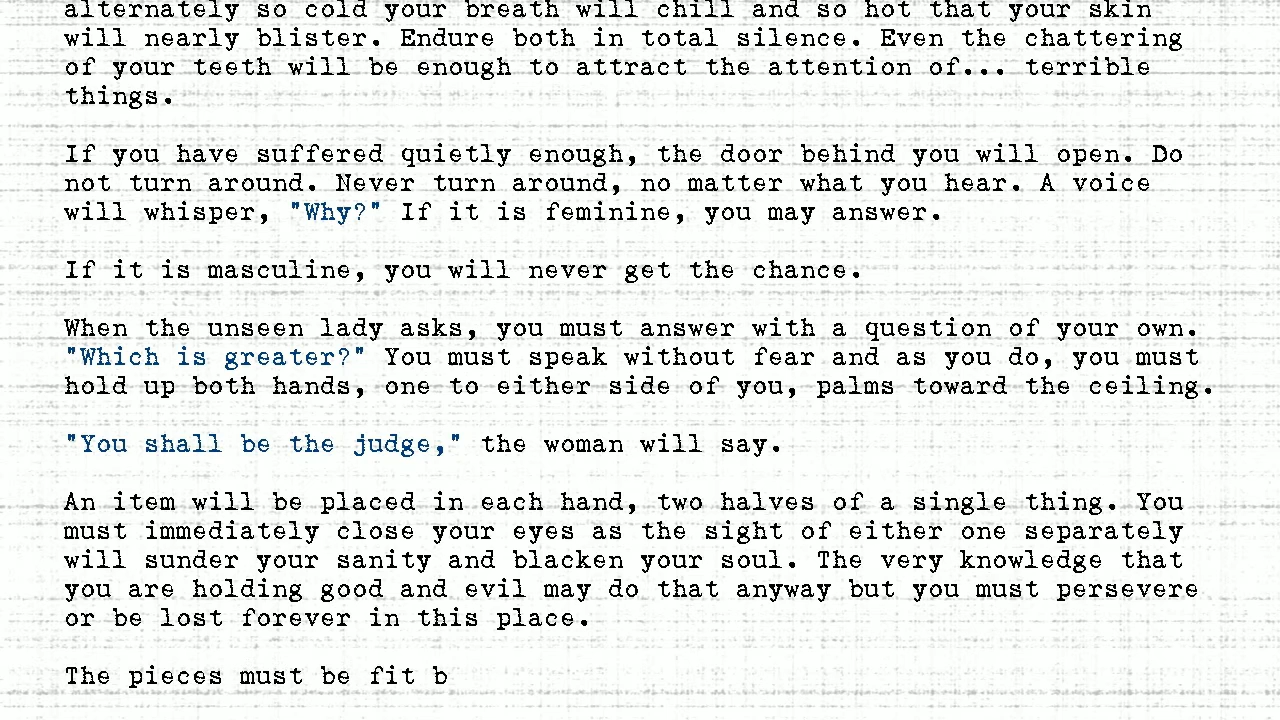 alternately so cold your breath will chill and so hot that your skin
will nearly blister. Endure both in total silence. Even the chattering
of your teeth will be enough to attract the attention of... terrible
things.
If you have suffered quietly enough, the door behind you will open. Do
not turn around. Never turn around, no matter what you hear. A voice
will whisper, "Why?" If it is feminine, you may answer.
If it is masculine, you will never get the chance.
When the unseen lady asks, you must answer with a question of your own.
"Which is greater?" You must speak without fear and as you do, you must
hold up both hands, one to either side of you, palms toward the ceiling.
"You shall be the judge," the woman will say.
An item will be placed in each hand, two halves of a single thing. You
must immediately close your eyes as the sight of either one separately
will sunder your sanity and blacken your soul. The very knowledge that
you are holding good and evil may do that anyway but you must persevere
or be lost forever in this place.
The pieces must be fit b